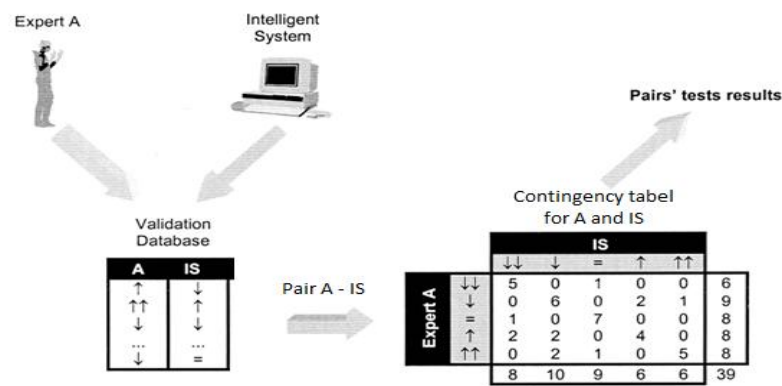 Expert A
Intelligent
System
Pairs' tests results
Validation
Database
A IS
↑ ↓
↑↑ ↑
↓ ↓
... ...
↓ =
Pair A - IS
Contingency tabel
for A and IS
IS
↓↓ ↓ = ↑ ↑↑
Expert A
↓↓ 5 0 1 0 0 6
↓ 0 6 0 2 1 9
= 1 0 7 0 0 8
↑ 2 2 0 4 0 8
↑↑ 0 2 1 0 5 8
8 10 9 6 6 39